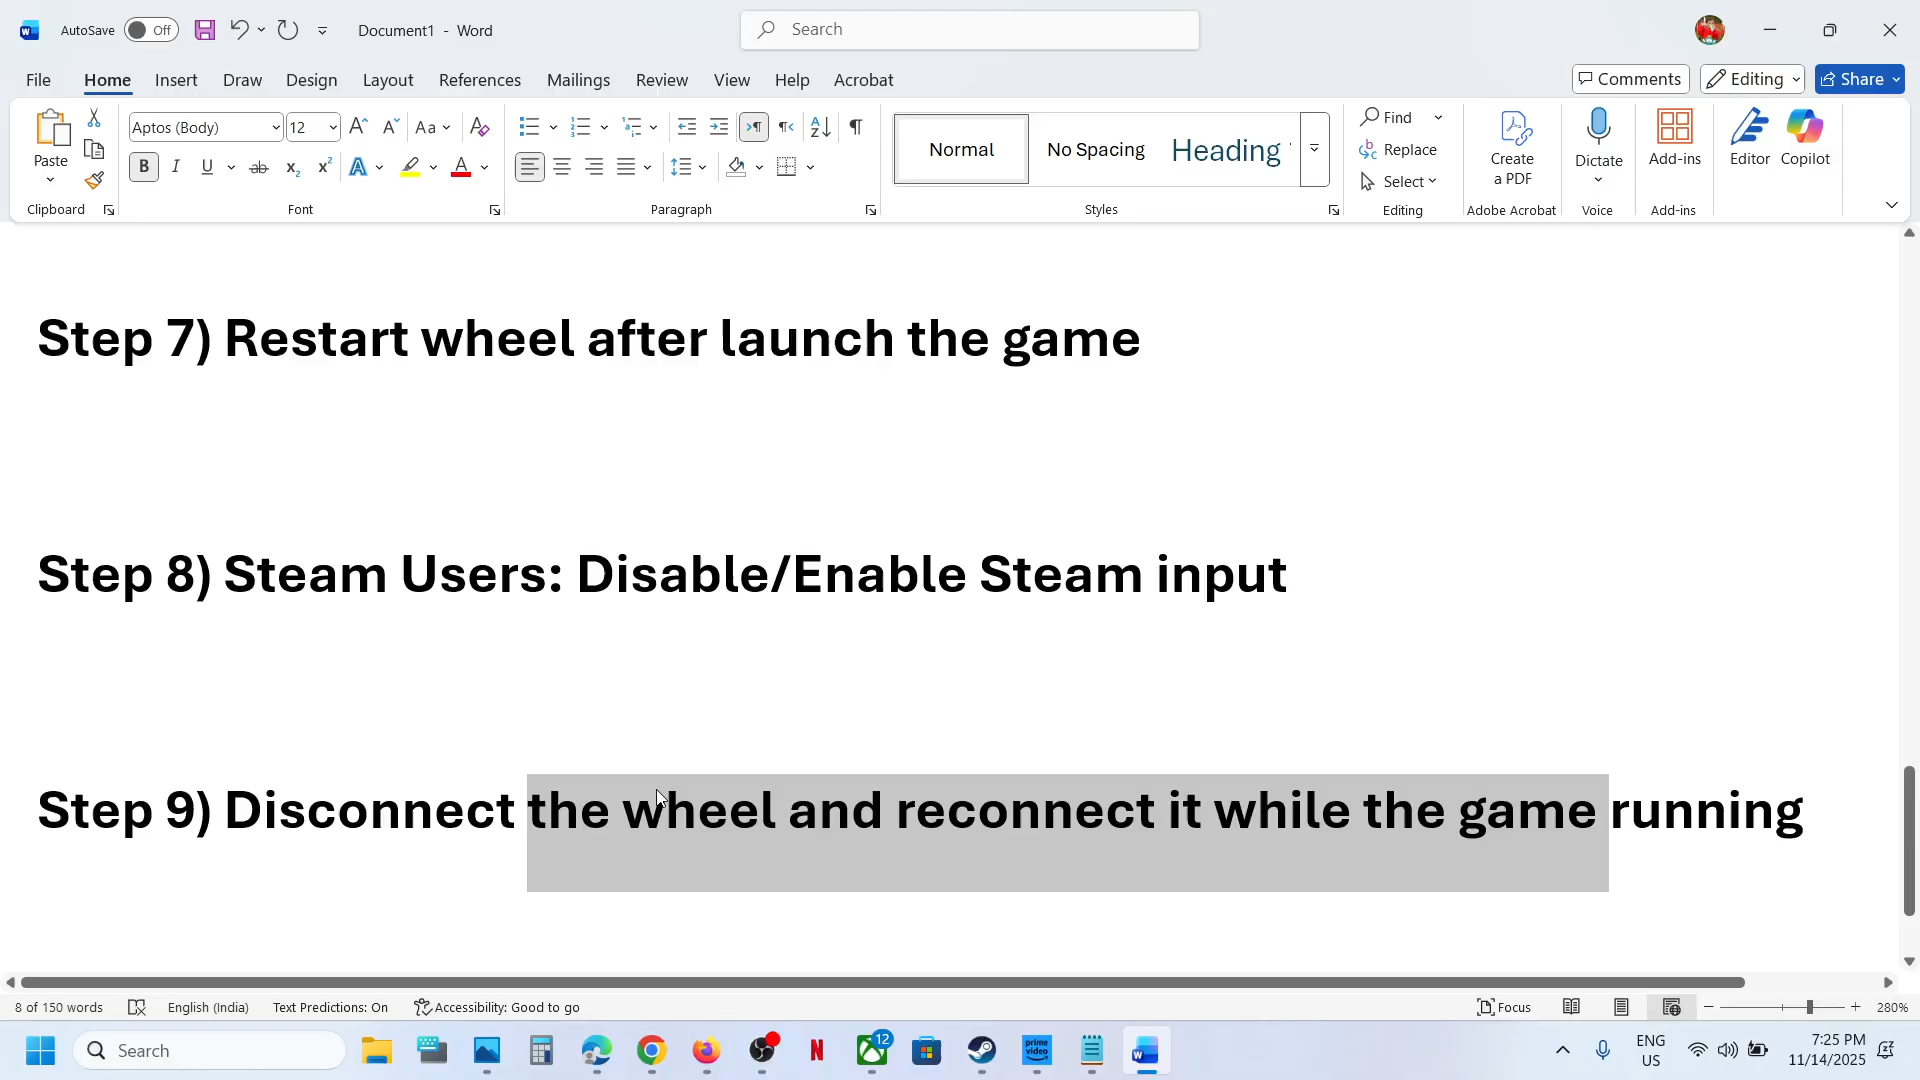 AutoSave Off Document1 - Word Search
File Home Insert Draw Design Layout References Mailings Review View Help Acrobat Comments Editing Share
Paste Aptos (Body) 12 Aa Normal No Spacing Heading Find Replace Select Create a PDF Dictate Add-ins Editor Copilot
Clipboard Font Paragraph Styles Editing Adobe Acrobat Voice Add-ins
Step 7) Restart wheel after launch the game
Step 8) Steam Users: Disable/Enable Steam input
Step 9) Disconnect the wheel and reconnect it while the game running
8 of 150 words English (India) Text Predictions: On Accessibility: Good to go Focus 280%
Search 12 prime video ENG US 7:25 PM 11/14/2025